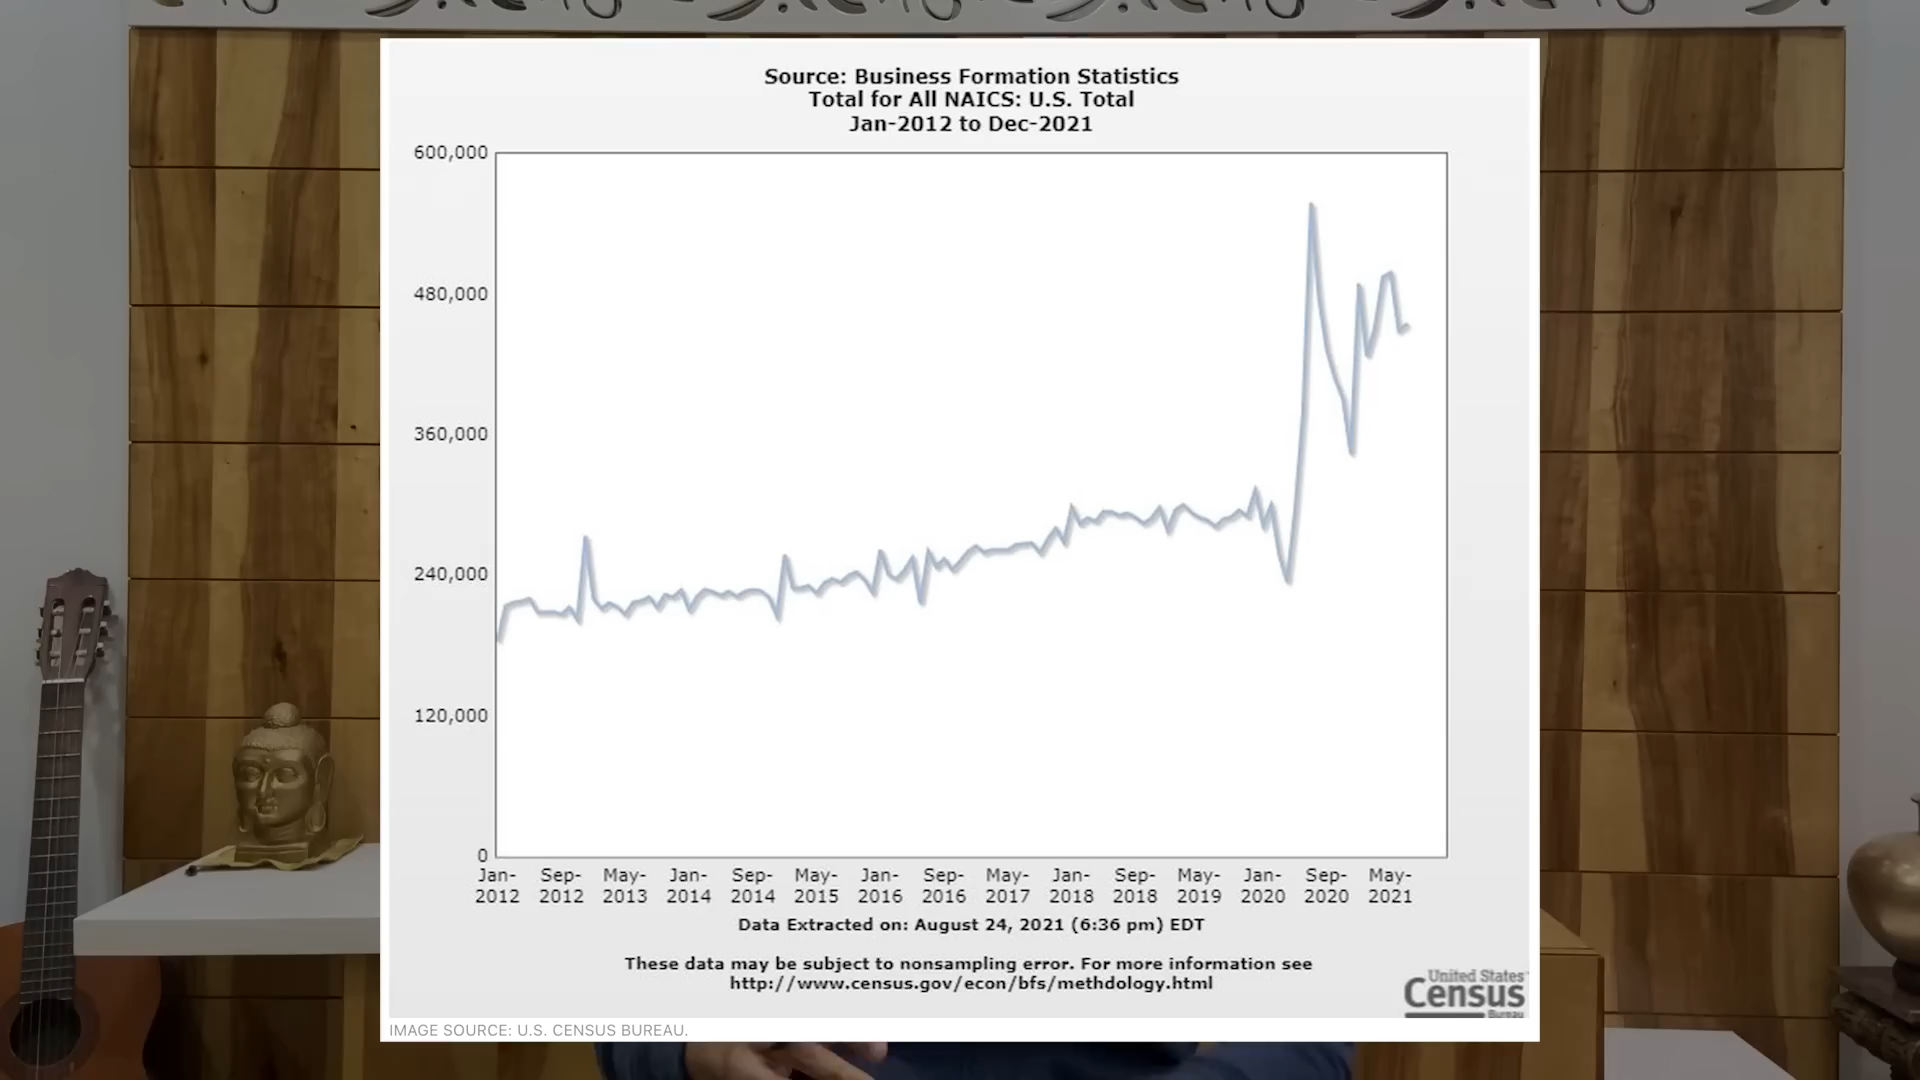 Source: Business Formation Statistics
Total for All NAICS: U.S. Total
Jan-2012 to Dec-2021
600,000
480,000
360,000
240,000
120,000
0
Jan- Sep- May- Jan- Sep- May- Jan- Sep- May- Jan- Sep- May- Jan- Sep- May-
2012 2012 2013 2014 2014 2015 2016 2016 2017 2018 2018 2019 2020 2020 2021
Data Extracted on: August 24, 2021 (6:36 pm) EDT
These data may be subject to nonsampling error. For more information see
http://www.census.gov/econ/bfs/methdology.html
United States
Census
Bureau
IMAGE SOURCE: U.S. CENSUS BUREAU.